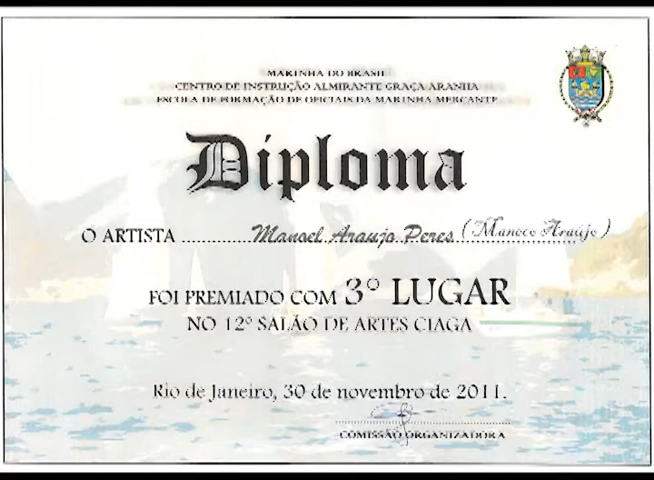 MARINHA DO BRASIL
CENTRO DE INSTRUÇÃO ALMIRANTE GRAÇA ARANHA
ESCOLA DE FORMAÇÃO DE OFICIAIS DA MARINHA MERCANTE
Diploma
O ARTISTA ..............Manoel Araujo Peres (Manoco Araújo)
FOI PREMIADO COM 3º LUGAR
NO 12º SALÃO DE ARTES CIAGA
Rio de Janeiro, 30 de novembro de 2011.
COMISSÃO ORGANIZADORA